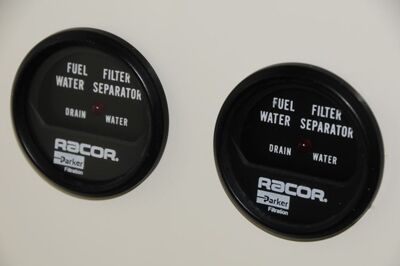 FUEL FILTER
WATER SEPARATOR
DRAIN WATER
RACOR.
Parker
Filtration
FUEL FILTER
WATER SEPARATOR
DRAIN WATER
RACOR.
Parker
Filtration